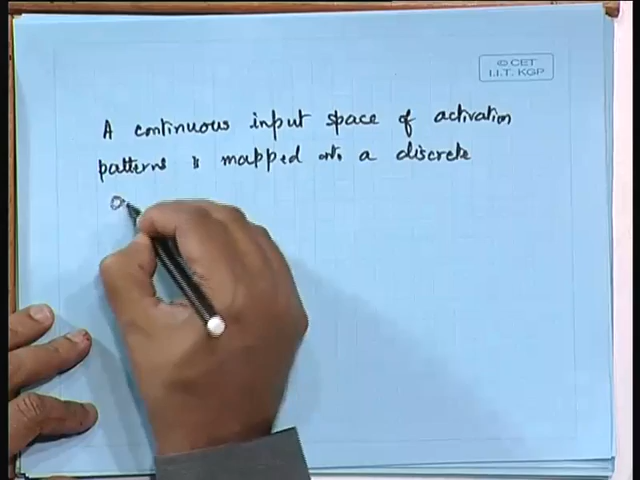 © CET
I.I.T. KGP
A continuous input space of activation
patterns is mapped onto a discrete
o